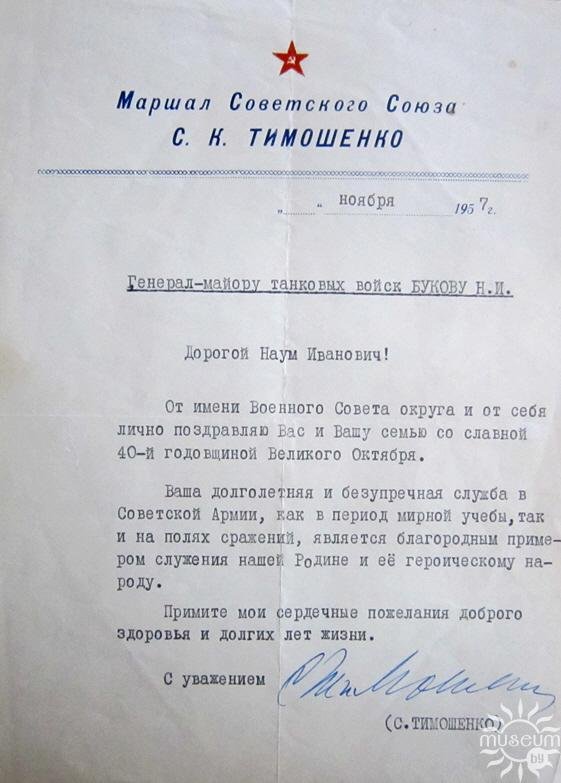 Маршал Советского Союза
С. К. ТИМОШЕНКО
„ “ ноября 1957 г.
Генерал-майору танковых войск БУКОВУ Н.И.
Дорогой Наум Иванович!
От имени Военного Совета округа и от себя
лично поздравляю Вас и Вашу семью со славной
40-й годовщиной Великого Октября.
Ваша долголетняя и безупречная служба в
Советской Армии, как в период мирной учебы,так
и на полях сражений, является благородным приме-
ром служения нашей Родине и её героическому на-
роду.
Примите мои сердечные пожелания доброго
здоровья и долгих лет жизни.
С уважением С Тимошенко
(С.ТИМОШЕНКО)
museum
by